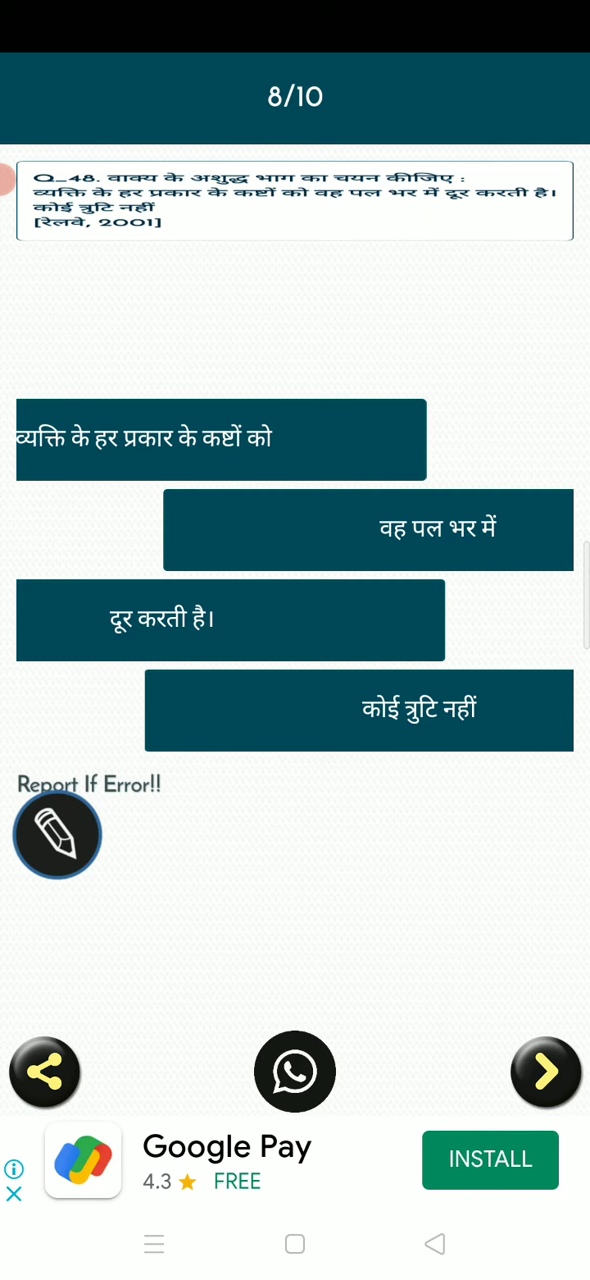 8/10
Q_48. वाक्य के अशुद्ध भाग का चयन कीजिए :
व्यक्ति के हर प्रकार के कष्टों को वह पल भर में दूर करती है।
कोई त्रुटि नहीं
[रेलवे, 2001]
व्यक्ति के हर प्रकार के कष्टों को
वह पल भर में
दूर करती है।
कोई त्रुटि नहीं
Report If Error!!
Google Pay
4.3 ★ FREE
INSTALL